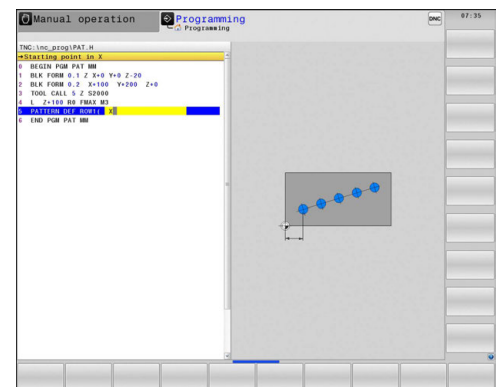 Manual operation
Programming
Programming
DNC
07:35
TNC:\nc_prog\PAT.H
→Starting point in X
0 BEGIN PGM PAT MM
1 BLK FORM 0.1 Z X+0 Y+0 Z-20
2 BLK FORM 0.2 X+100 Y+200 Z+0
3 TOOL CALL 5 Z S2000
4 L Z+100 R0 FMAX M3
5 PATTERN DEF ROW1( X
6 END PGM PAT MM